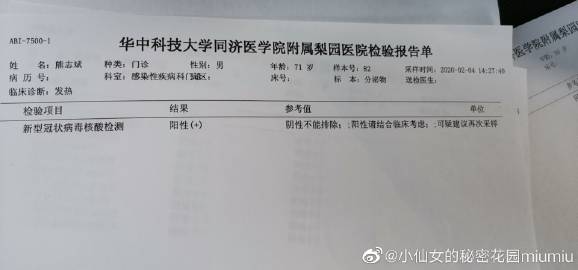 ABI-7500-1
华中科技大学同济医学院附属梨园医院检验报告单
姓 名：熊志斌 种类：门诊 性别：男 年龄：71 岁 样本号：82 采样时间：2020-02-04 14:27:40
病 历 号： 科室：感染性疾病科门诊区： 床号： 标 本：分泌物 送检医生：
临床诊断：发热
检验项目 结果 参考值 单位
新型冠状病毒核酸检测 阳性(+) 阴性不能排除；;阳性请结合临床考虑；;可疑建议再次采样
@小仙女的秘密花园miumiu